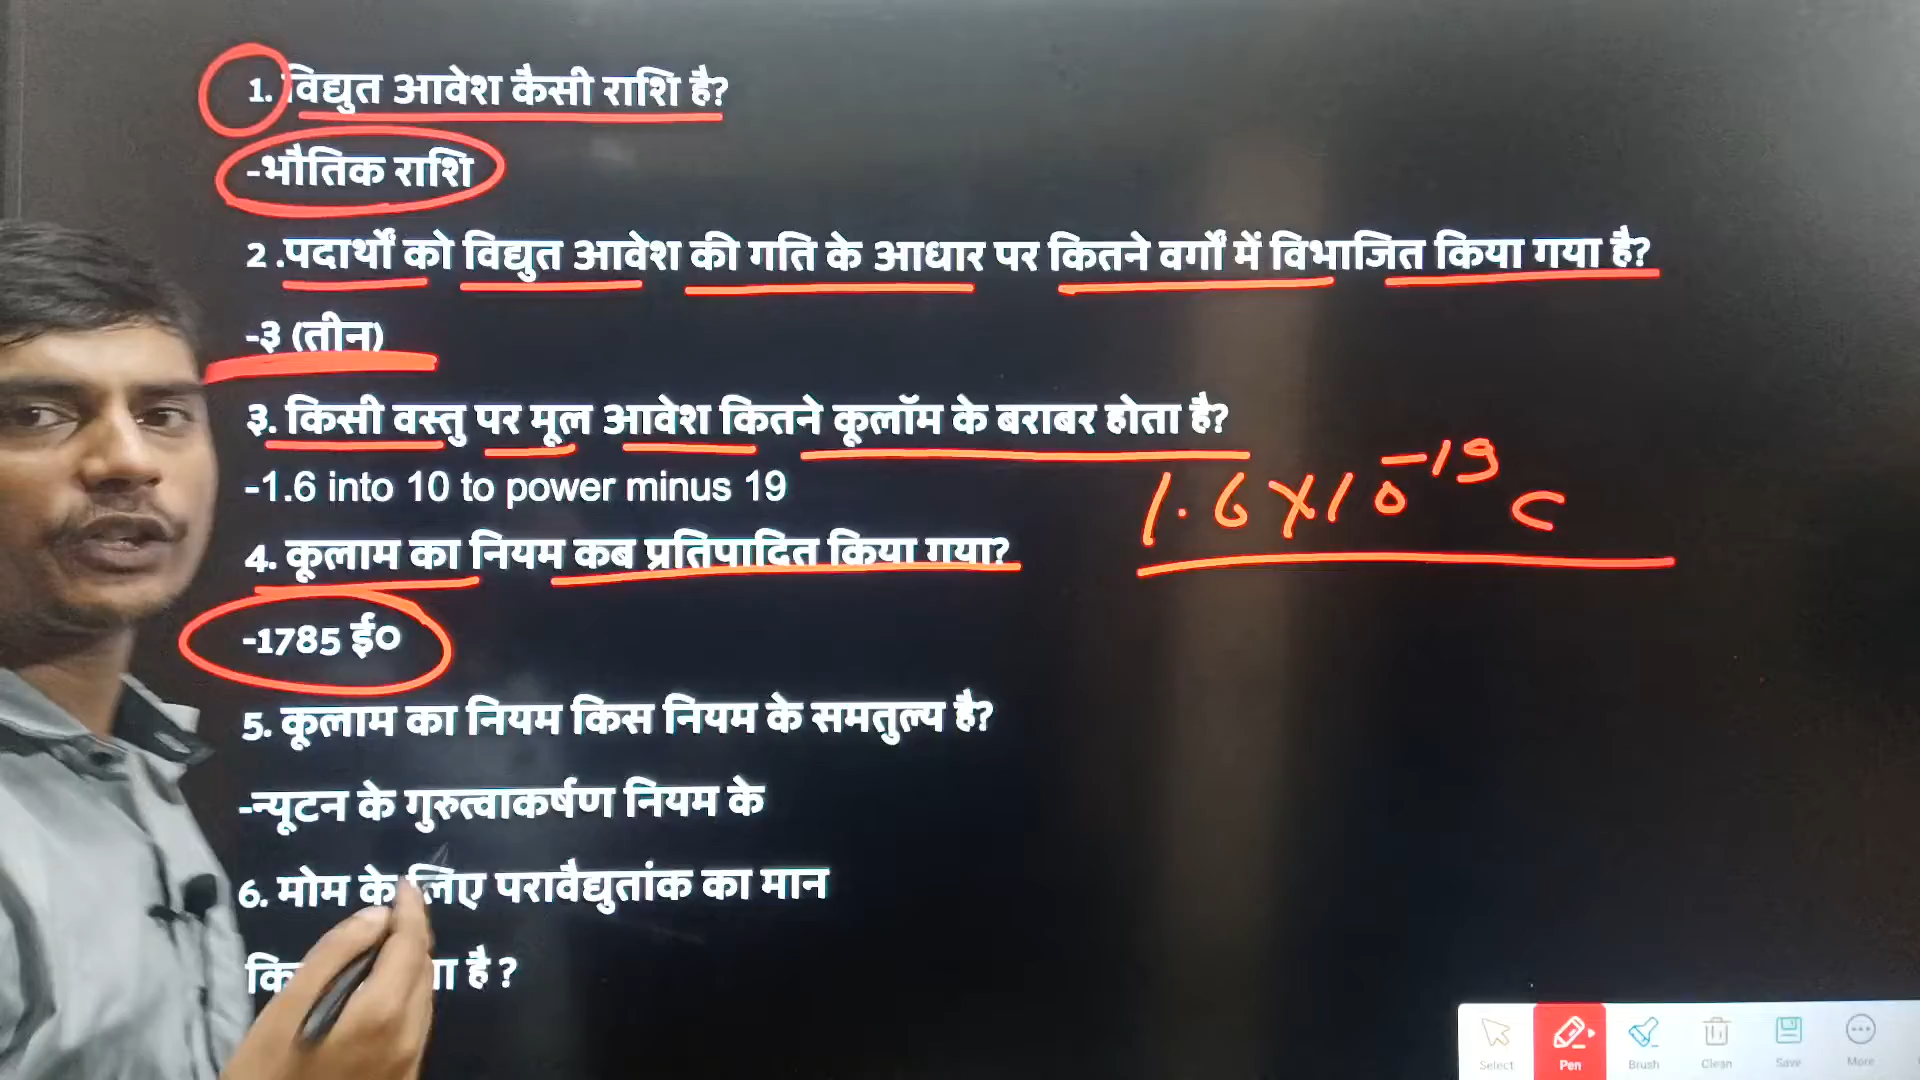 1. विद्युत आवेश कैसी राशि है?
-भौतिक राशि
2 .पदार्थों को विद्युत आवेश की गति के आधार पर कितने वर्गों में विभाजित किया गया है?
-३ (तीन)
३. किसी वस्तु पर मूल आवेश कितने कूलॉम के बराबर होता है?
-1.6 into 10 to power minus 19
1.6×10⁻¹⁹ C
4. कूलाम का नियम कब प्रतिपादित किया गया?
-1785 ई०
5. कूलाम का नियम किस नियम के समतुल्य है?
-न्यूटन के गुरुत्वाकर्षण नियम के
6. मोम के लिए परावैद्युतांक का मान
है ?
Select Pen Brush Clean Save More